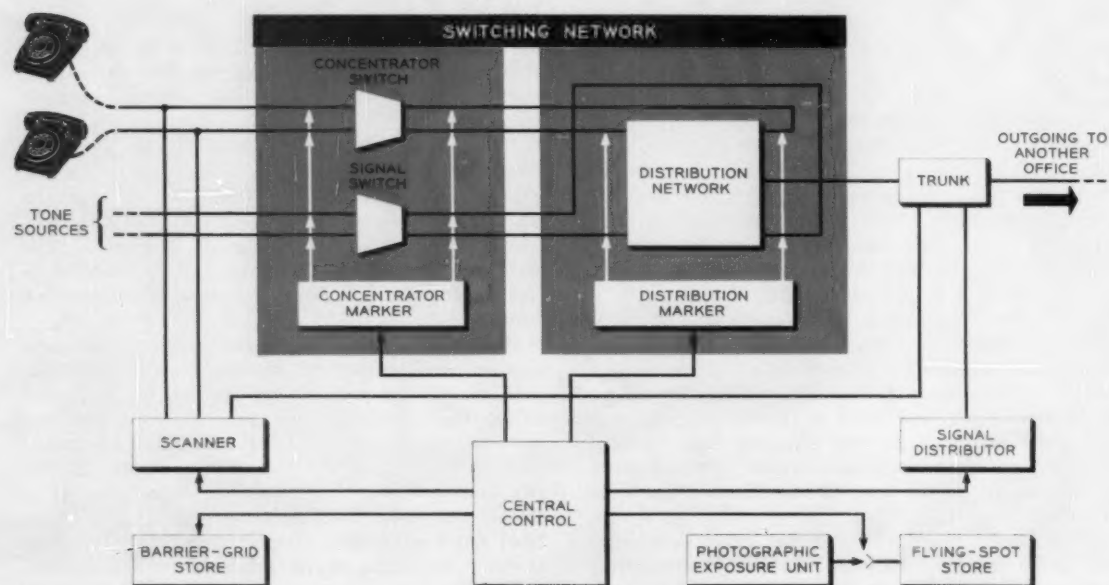 SWITCHING NETWORK
CONCENTRATOR
SWITCH
SIGNAL
SWITCH
TONE
SOURCES
DISTRIBUTION
NETWORK
TRUNK
OUTGOING TO
ANOTHER
OFFICE
CONCENTRATOR
MARKER
DISTRIBUTION
MARKER
SCANNER
SIGNAL
DISTRIBUTOR
CENTRAL
CONTROL
BARRIER-GRID
STORE
PHOTOGRAPHIC
EXPOSURE UNIT
FLYING-SPOT
STORE